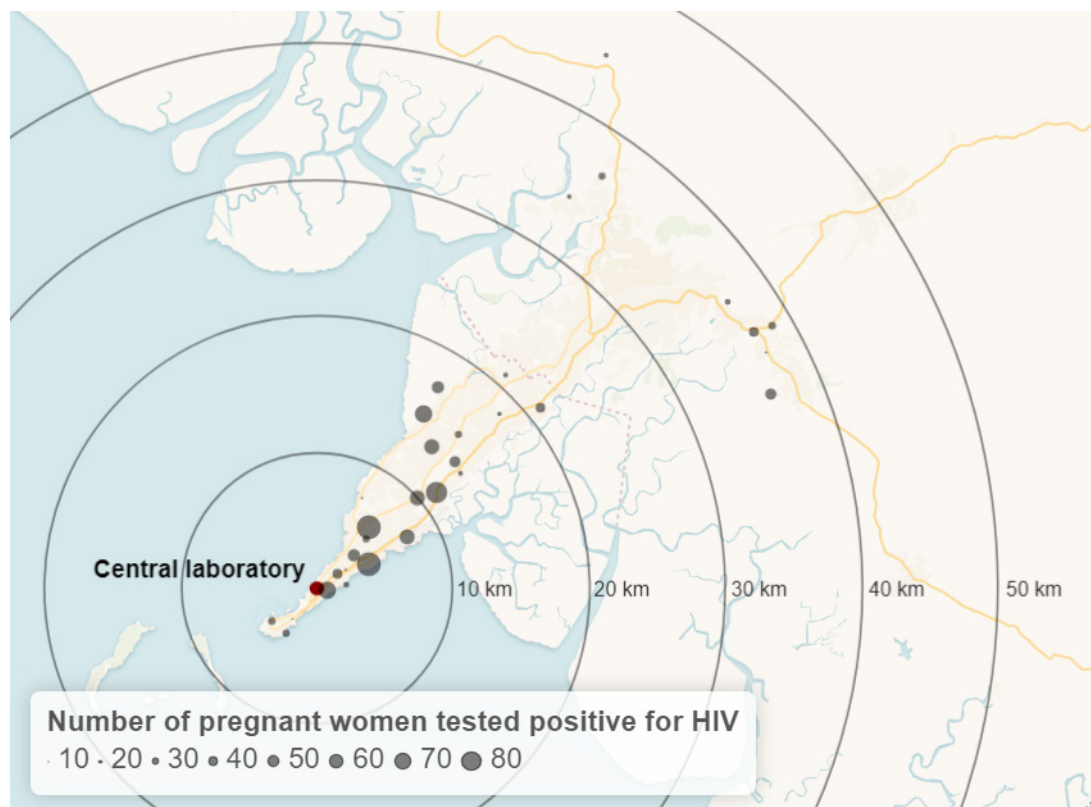 Central laboratory
10 km
20 km
30 km
40 km
50 km
Number of pregnant women tested positive for HIV
10 20 30 40 50 60 70 80